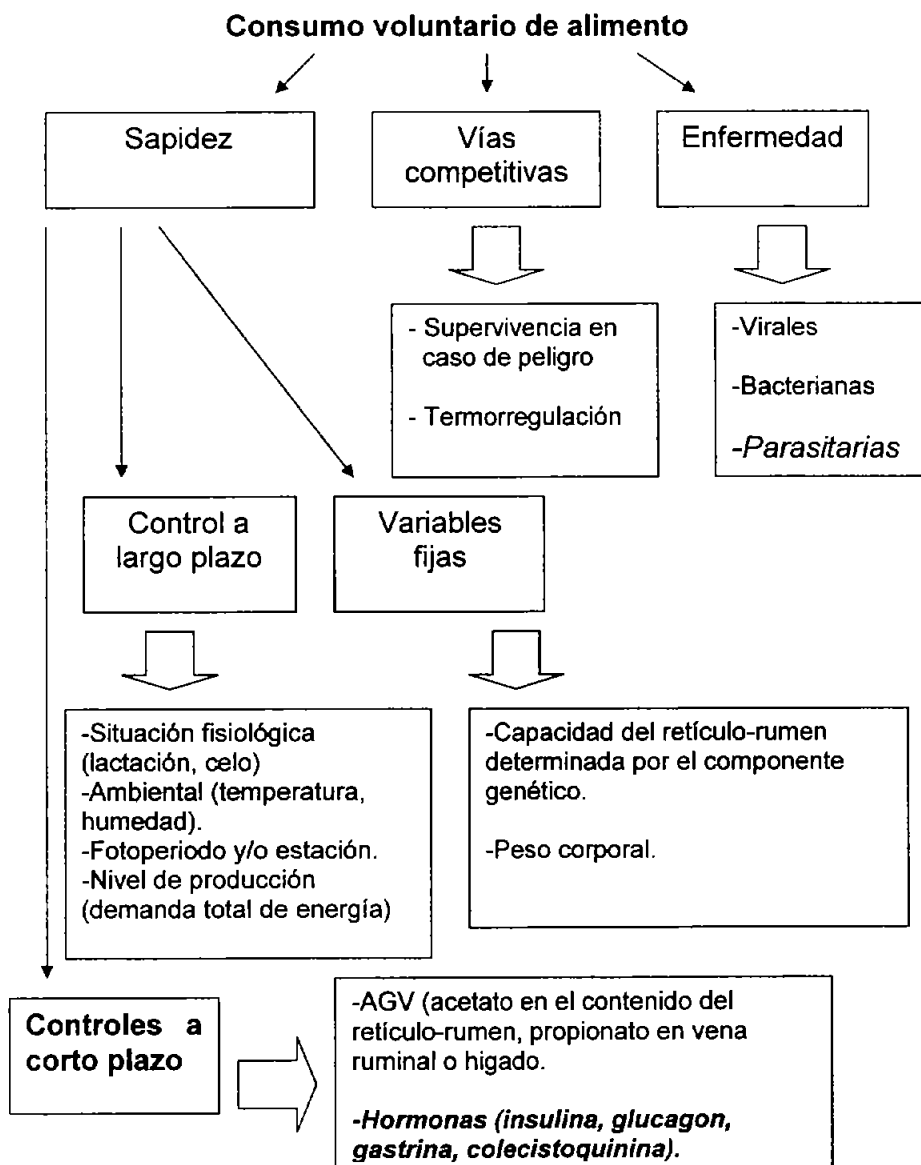 Consumo voluntario de alimento
Sapidez
Vías
competitivas
Enfermedad
- Supervivencia en
caso de peligro
- Termorregulación
-Virales
-Bacterianas
-Parasitarias
Control a
largo plazo
Variables
fijas
-Situación fisiológica
(lactación, celo)
-Ambiental (temperatura,
humedad).
-Fotoperiodo y/o estación.
-Nivel de producción
(demanda total de energía)
-Capacidad del retículo-rumen
determinada por el componente
genético.
-Peso corporal.
Controles a
corto plazo
-AGV (acetato en el contenido del
retículo-rumen, propionato en vena
ruminal o higado.
-Hormonas (insulina, glucagon,
gastrina, colecistoquinina).